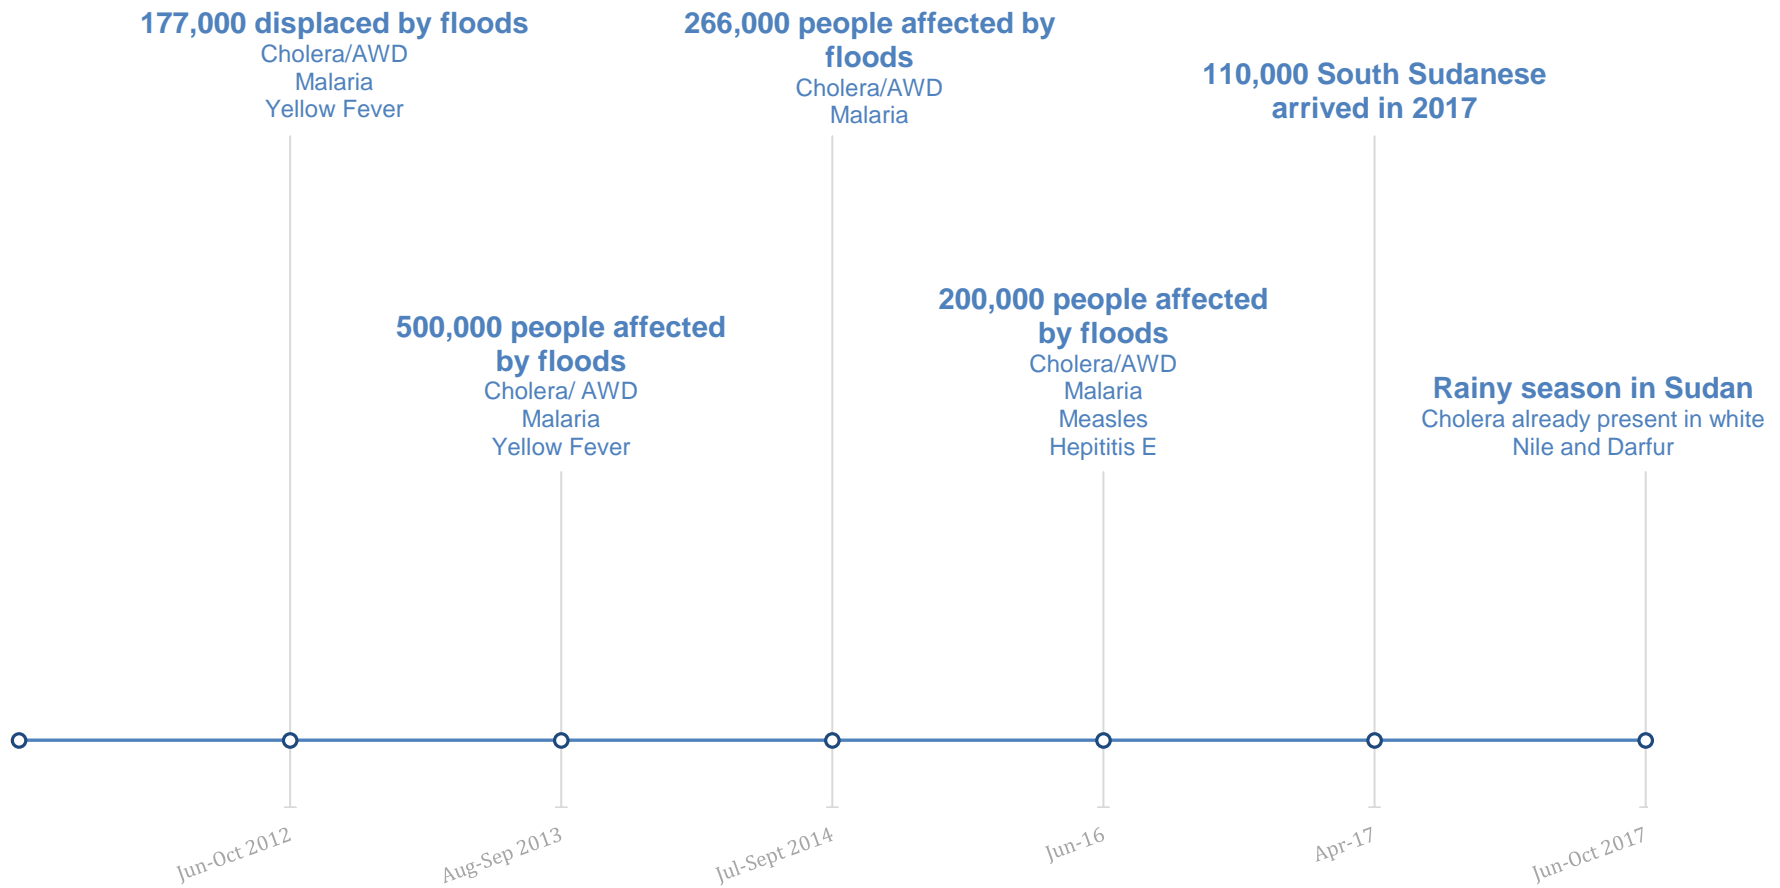 177,000 displaced by floods
Cholera/AWD
Malaria
Yellow Fever
500,000 people affected
by floods
Cholera/ AWD
Malaria
Yellow Fever
266,000 people affected by
floods
Cholera/AWD
Malaria
200,000 people affected
by floods
Cholera/AWD
Malaria
Measles
Hepititis E
110,000 South Sudanese
arrived in 2017
Rainy season in Sudan
Cholera already present in white
Nile and Darfur
Jun-Oct 2012
Aug-Sep 2013
Jul-Sept 2014
Jun-16
Apr-17
Jun-Oct 2017